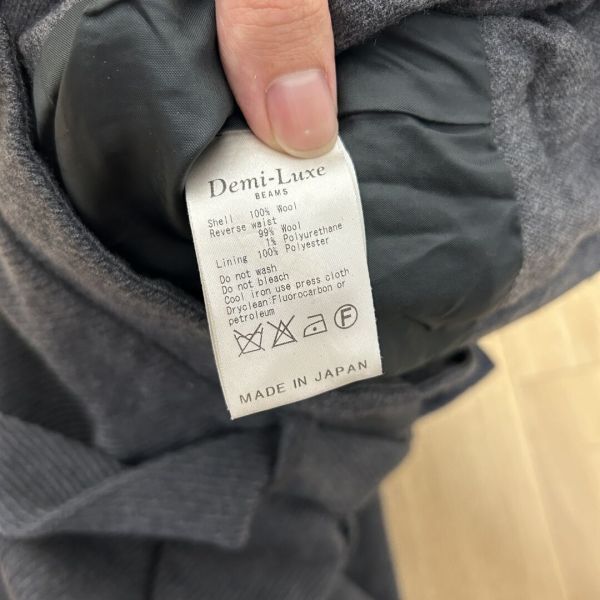 Demi-Luxe
BEAMS
Shell 100% Wool
Reverse waist
99% Wool
1% Polyurethane
Lining 100% Polyester
Do not wash
Do not bleach
Cool iron use press cloth
Dryclean:Fluorocarbon or
petroleum
F
MADE IN JAPAN